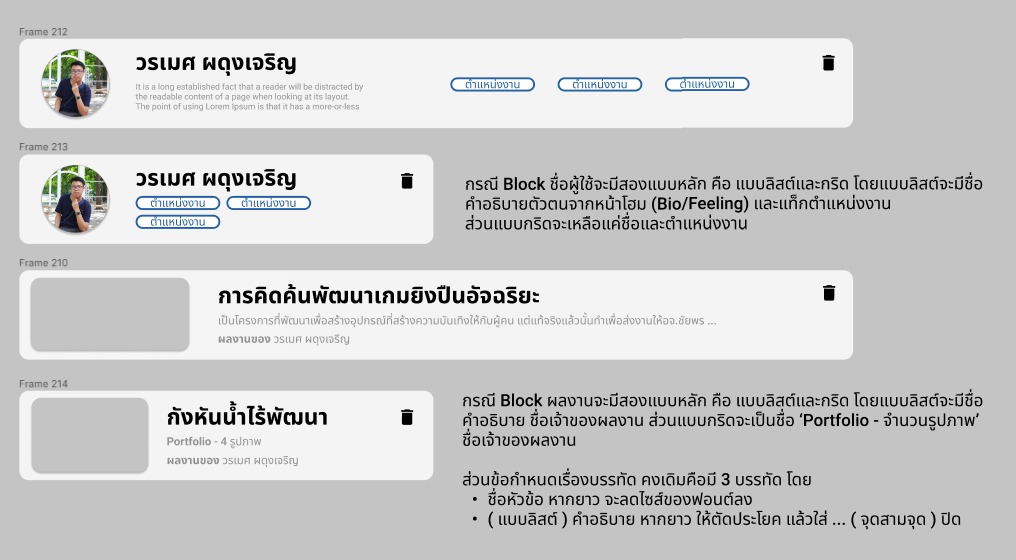 Frame 212
วรเมศ ผดุงเจริญ
It is a long established fact that a reader will be distracted by
the readable content of a page when looking at its layout.
The point of using Lorem Ipsum is that it has a more-or-less
ตำแหน่งงาน ตำแหน่งงาน ตำแหน่งงาน
Frame 213
วรเมศ ผดุงเจริญ
ตำแหน่งงาน ตำแหน่งงาน
ตำแหน่งงาน
กรณี Block ชื่อผู้ใช้จะมีสองแบบหลัก คือ แบบลิสต์และกริด โดยแบบลิสต์จะมีชื่อ
คำอธิบายตัวตนจากหน้าโฮม (Bio/Feeling) และแท็กตำแหน่งงาน
ส่วนแบบกริดจะเหลือแค่ชื่อและตำแหน่งงาน
Frame 210
การคิดค้นพัฒนาเกมยิงปืนอัจฉริยะ
เป็นโครงการที่พัฒนาเพื่อสร้างอุปกรณ์ที่สร้างความบันเทิงให้กับผู้คน แต่แท้จริงแล้วนั้นทำเพื่อส่งงานให้อจ.ชัยพร ...
ผลงานของ วรเมศ ผดุงเจริญ
Frame 214
กังหันน้ำไร้พัฒนา
Portfolio - 4 รูปภาพ
ผลงานของ วรเมศ ผดุงเจริญ
กรณี Block ผลงานจะมีสองแบบหลัก คือ แบบลิสต์และกริด โดยแบบลิสต์จะมีชื่อ
คำอธิบาย ชื่อเจ้าของผลงาน ส่วนแบบกริดจะเป็นชื่อ ‘Portfolio - จำนวนรูปภาพ’
ชื่อเจ้าของผลงาน
ส่วนข้อกำหนดเรื่องบรรทัด คงเดิมคือมี 3 บรรทัด โดย
• ชื่อหัวข้อ หากยาว จะลดไซส์ของฟอนต์ลง
• ( แบบลิสต์ ) คำอธิบาย หากยาว ให้ตัดประโยค แล้วใส่ ... ( จุดสามจุด ) ปิด